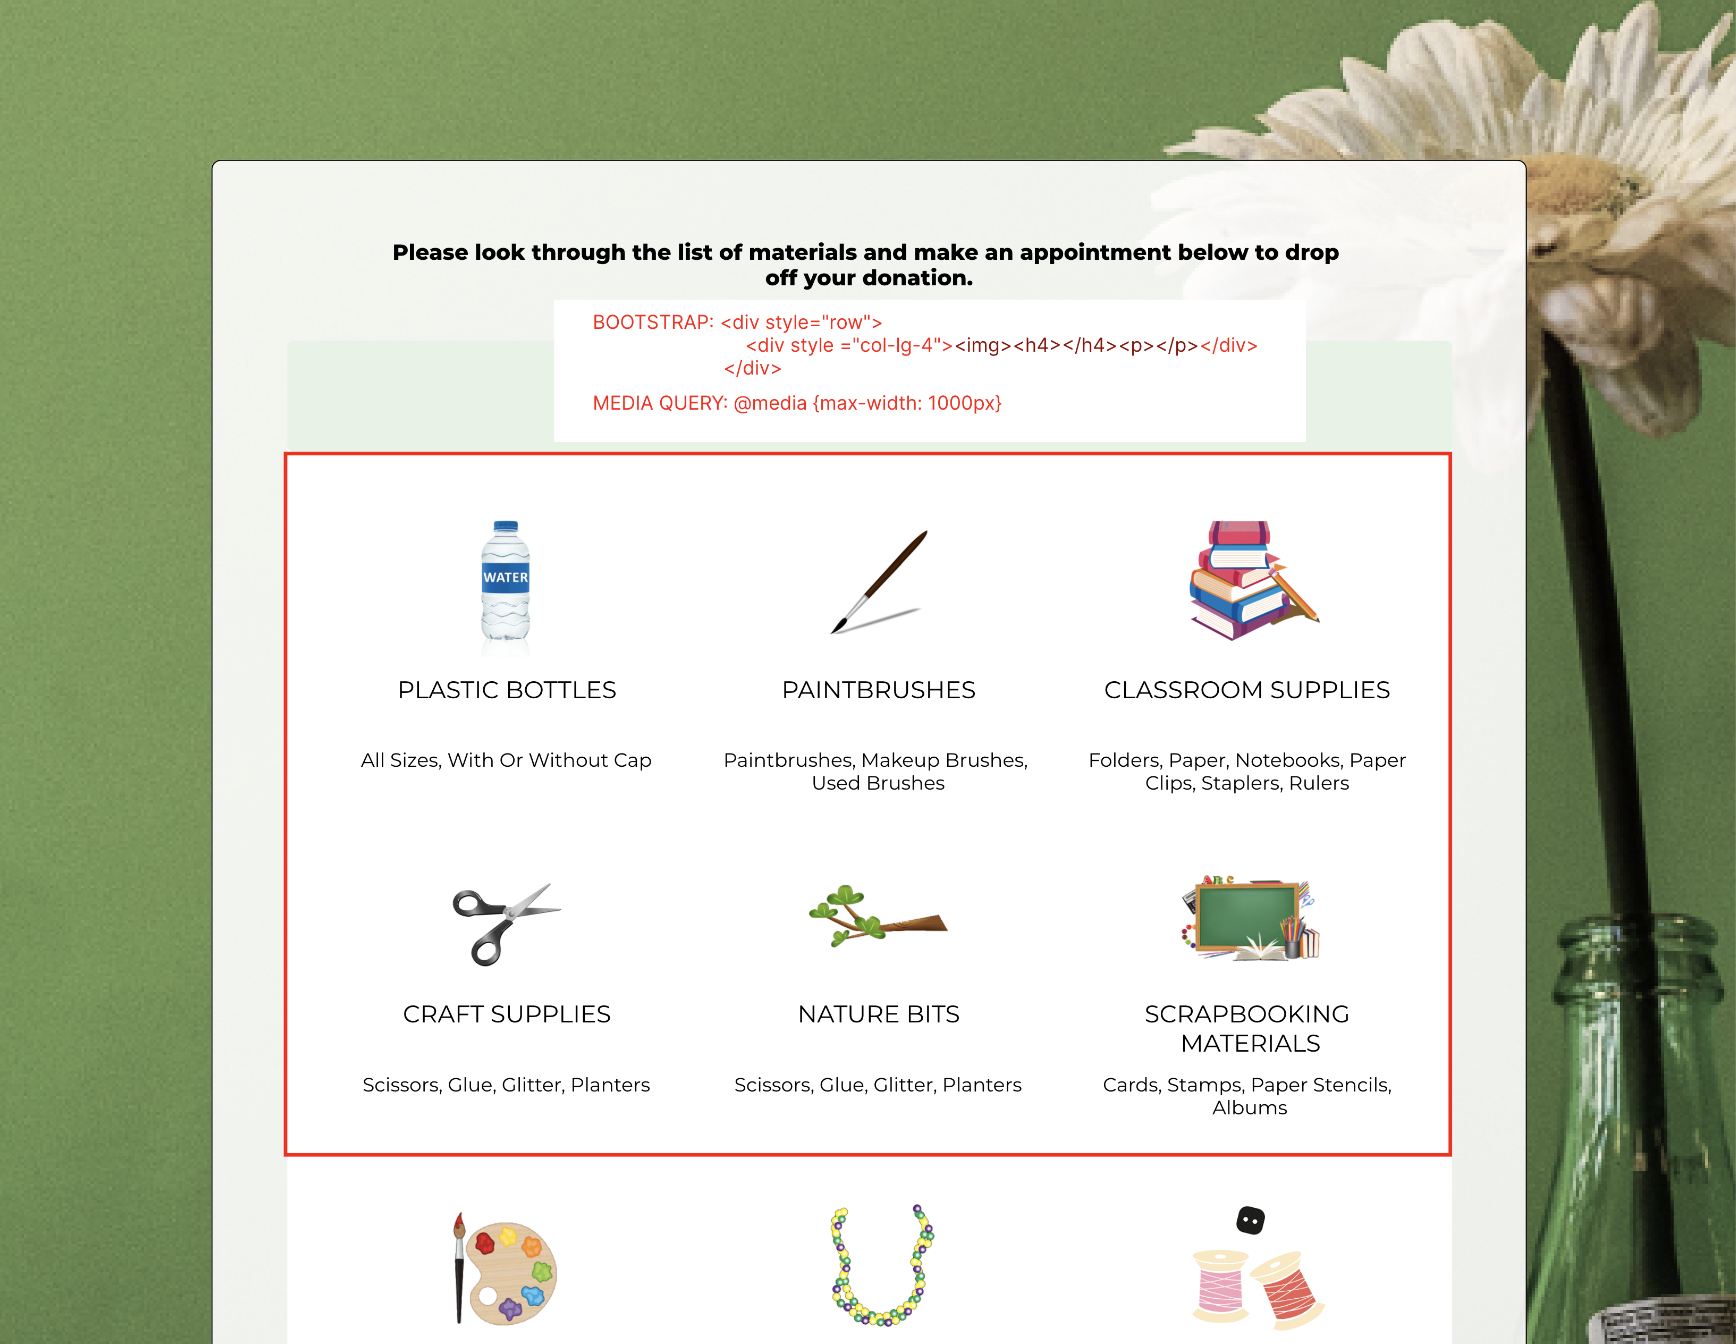 Please look through the list of materials and make an appointment below to drop
off your donation.
BOOTSTRAP: <div style="row">
<div style ="col-lg-4"><img><h4></h4><p></p></div>
</div>
MEDIA QUERY: @media {max-width: 1000px}
WATER
PLASTIC BOTTLES
PAINTBRUSHES
CLASSROOM SUPPLIES
All Sizes, With Or Without Cap
Paintbrushes, Makeup Brushes,
Used Brushes
Folders, Paper, Notebooks, Paper
Clips, Staplers, Rulers
ABC
CRAFT SUPPLIES
NATURE BITS
SCRAPBOOKING
MATERIALS
Scissors, Glue, Glitter, Planters
Scissors, Glue, Glitter, Planters
Cards, Stamps, Paper Stencils,
Albums